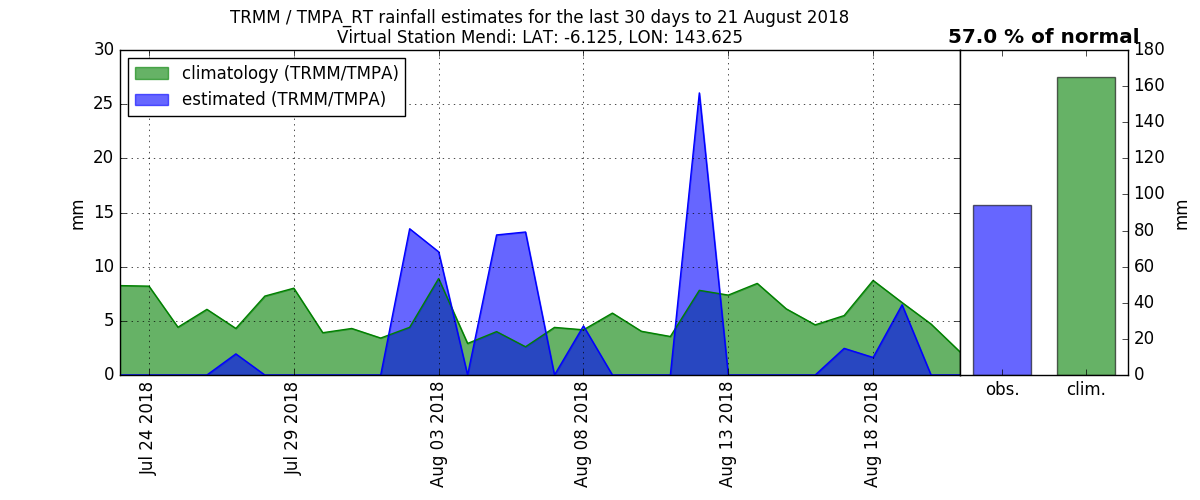 TRMM / TMPA_RT rainfall estimates for the last 30 days to 21 August 2018
Virtual Station Mendi: LAT: -6.125, LON: 143.625
57.0 % of normal
climatology (TRMM/TMPA)
estimated (TRMM/TMPA)
30
25
20
15
10
5
0
mm
Jul 24 2018
Jul 29 2018
Aug 03 2018
Aug 08 2018
Aug 13 2018
Aug 18 2018
180
160
140
120
100
80
60
40
20
0
mm
obs.
clim.